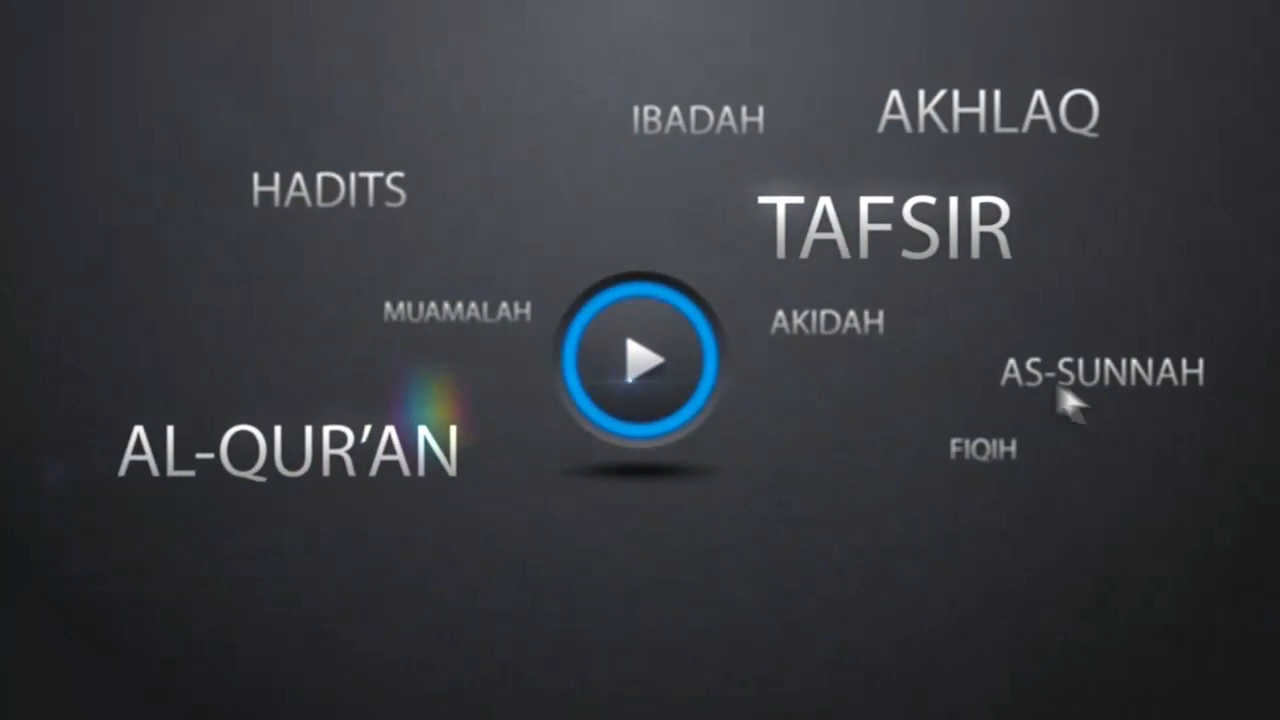 IBADAH
AKHLAQ
HADITS
TAFSIR
MUAMALAH
AKIDAH
AS-SUNNAH
AL-QUR’AN
FIQIH